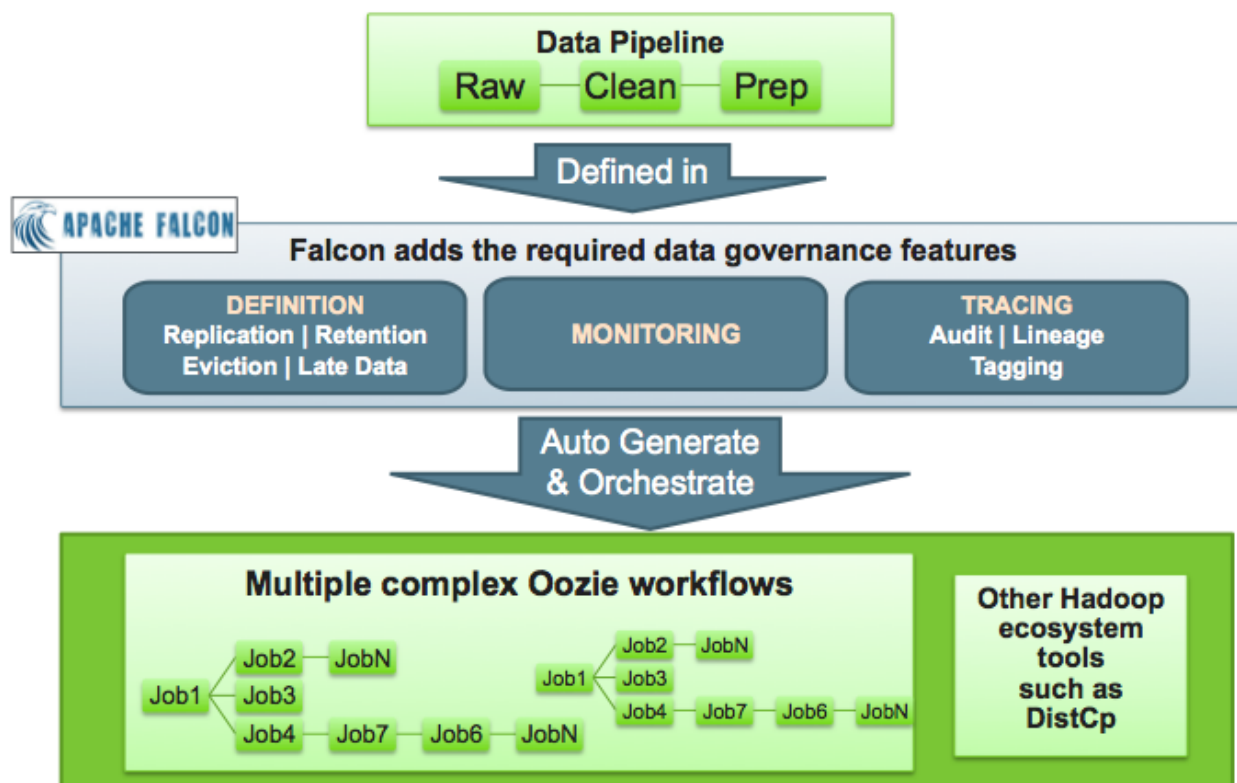 Data Pipeline
Raw Clean Prep
Defined in
APACHE FALCON
Falcon adds the required data governance features
DEFINITION
Replication | Retention
Eviction | Late Data
MONITORING
TRACING
Audit | Lineage
Tagging
Auto Generate
& Orchestrate
Multiple complex Oozie workflows
Job2 JobN
Job1 Job3
Job4 Job7 Job6 JobN
Job2 JobN
Job1 Job3
Job4 Job7 Job6 JobN
Other Hadoop
ecosystem
tools
such as
DistCp